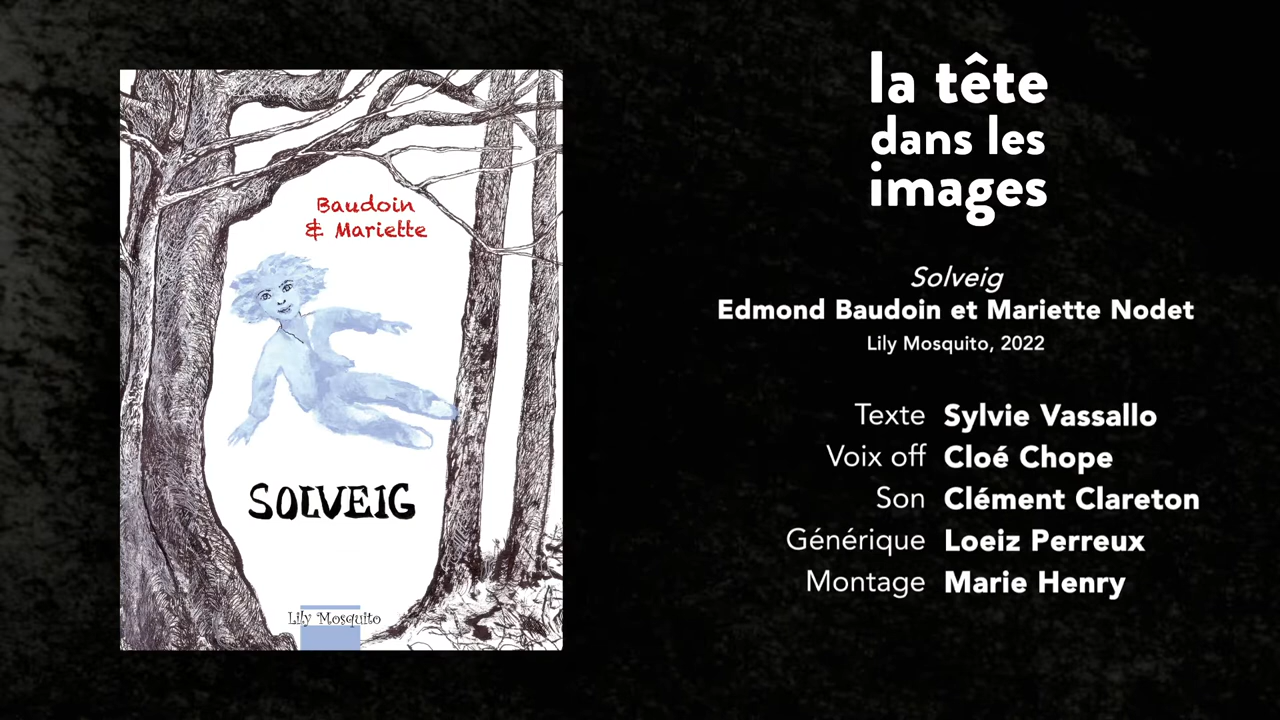 Baudoin
& Mariette
SOLVEIG
Lily Mosquito
la tête
dans les
images
Solveig
Edmond Baudoin et Mariette Nodet
Lily Mosquito, 2022
Texte Sylvie Vassallo
Voix off Cloé Chope
Son Clément Clareton
Générique Loeiz Perreux
Montage Marie Henry